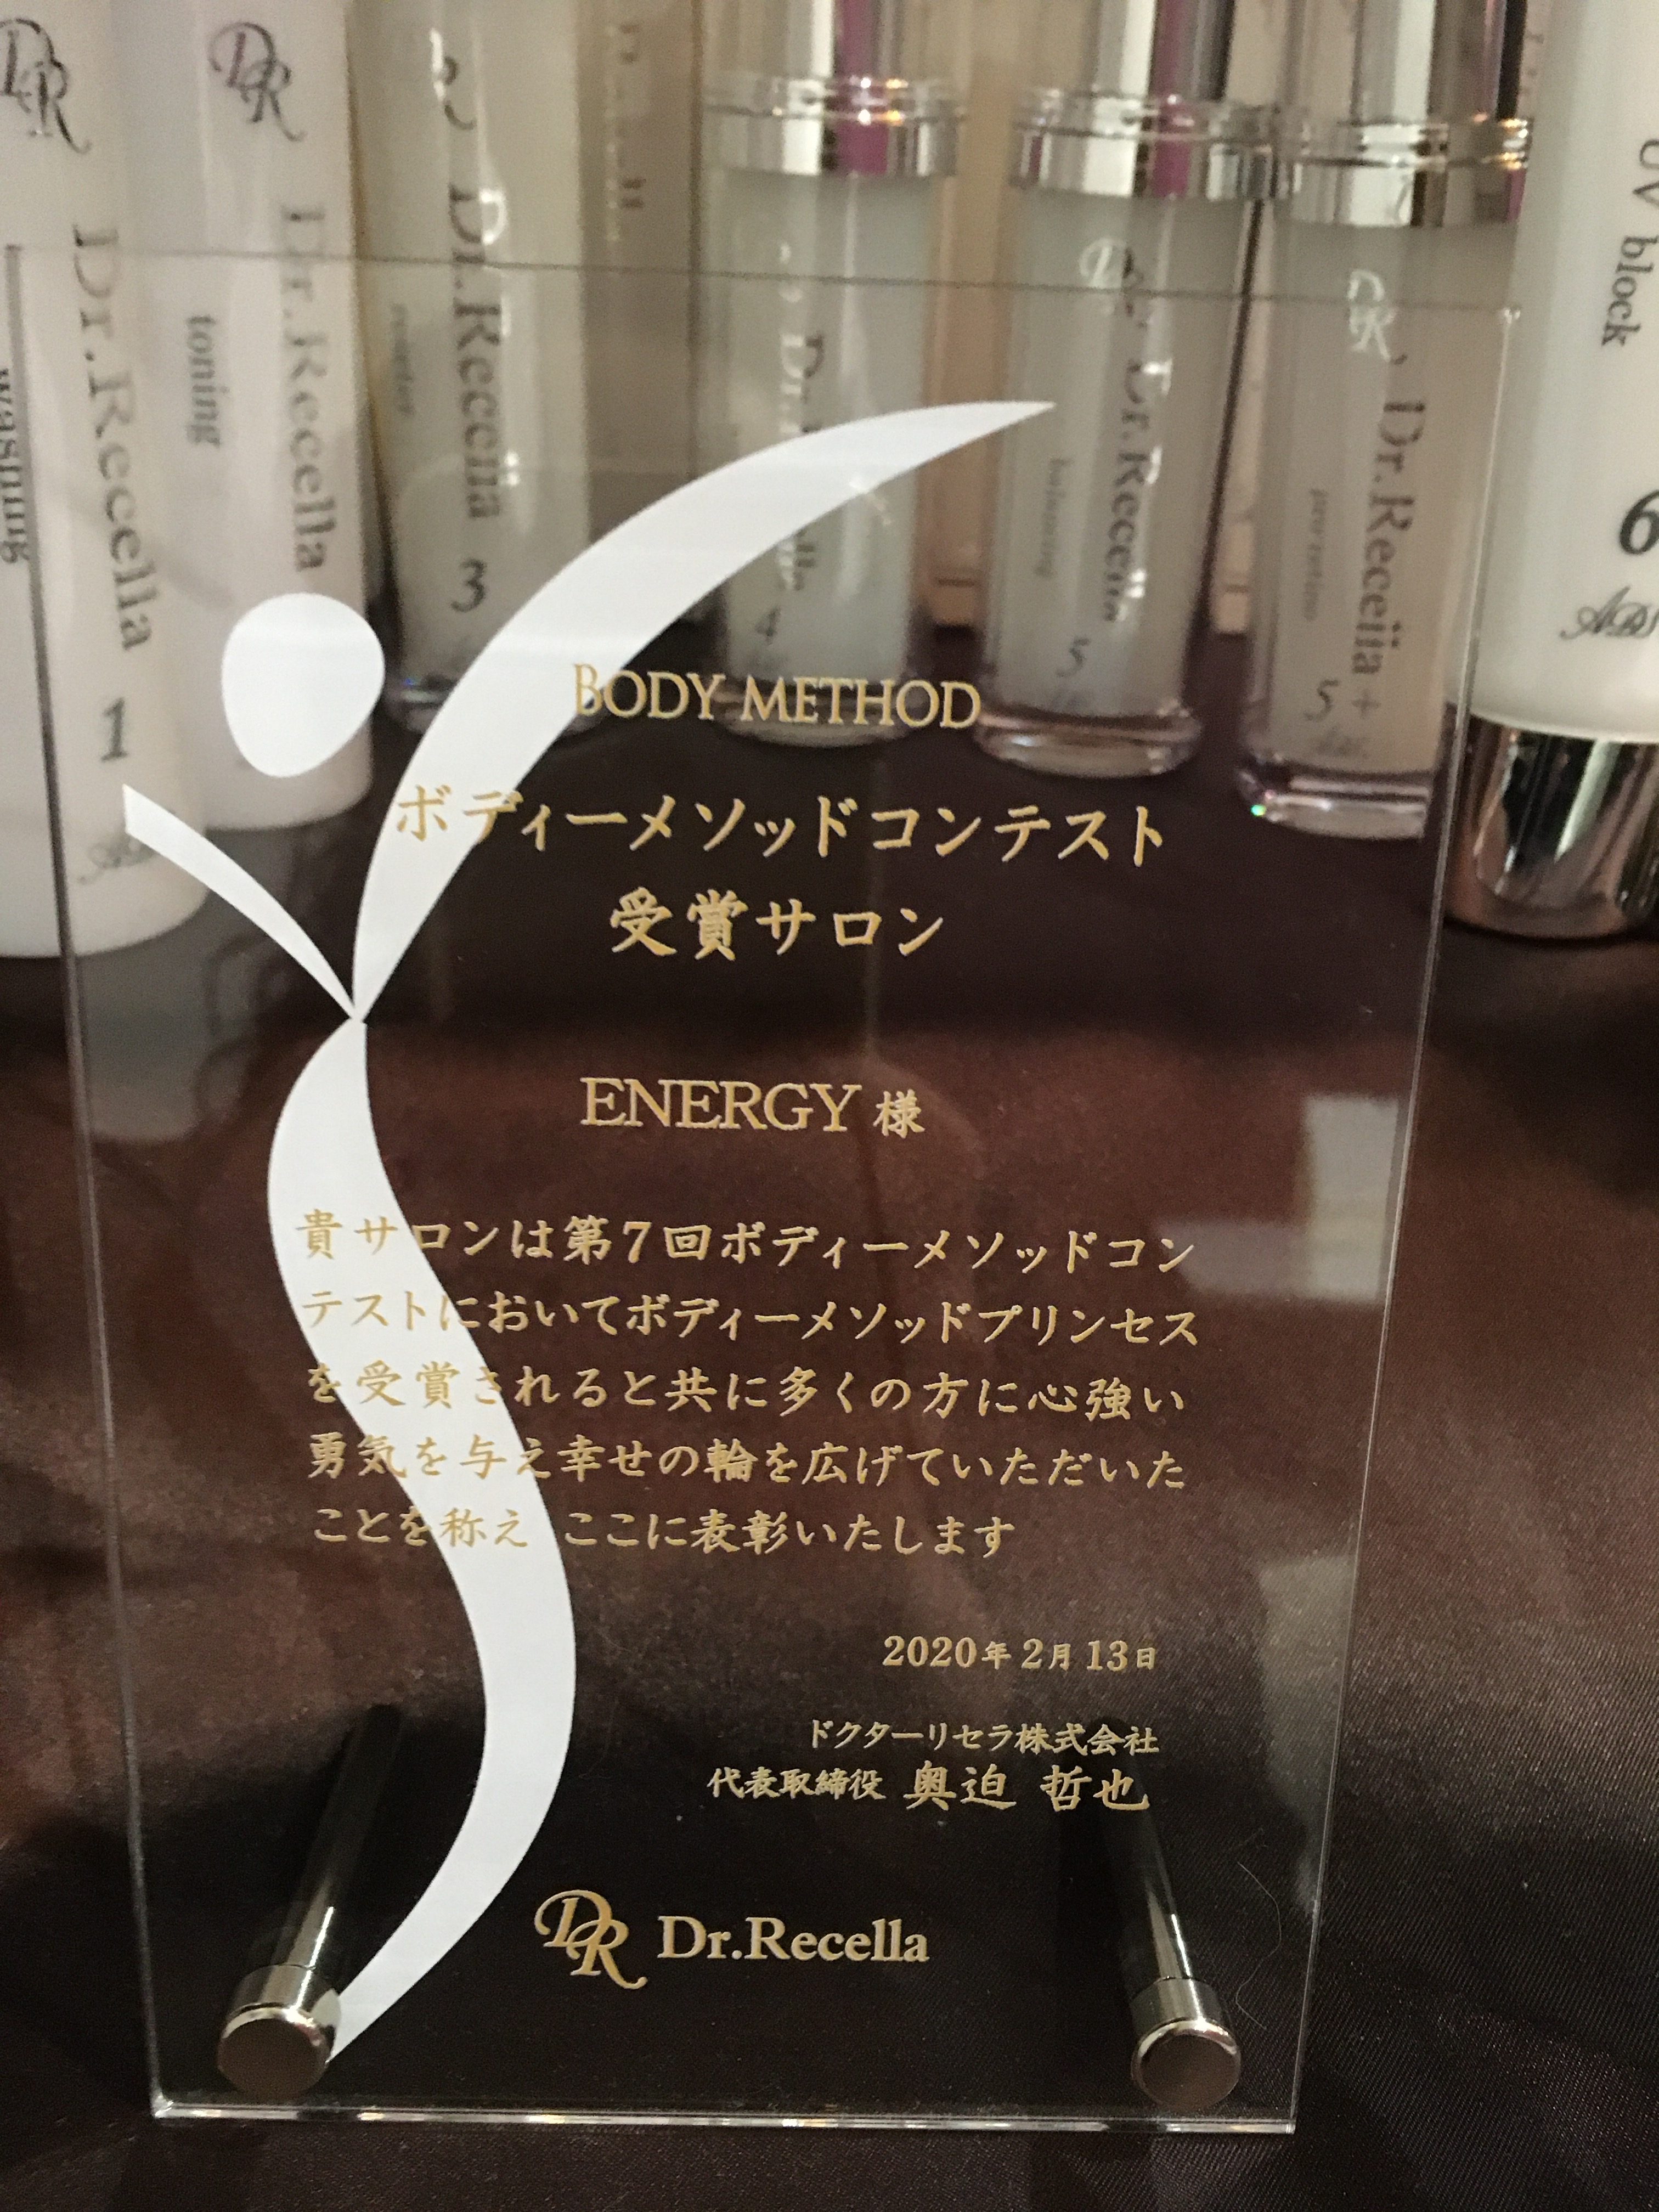 DR
Dr.Recella
washing
1
DR
Dr.Recella
toning
Dr.Recella
3
Dr.
4
Dr.Recella
balancing
5
DR
Dr.Recella+
5
UV block
6
BODY METHOD
ボディーメソッドコンテスト
受賞サロン
ENERGY 様
貴サロンは第7回ボディーメソッドコン
テストにおいてボディーメソッドプリンセス
を受賞されると共に多くの方に心強い
勇気を与え幸せの輪を広げていただいた
ことを称え ここに表彰いたします
2020年2月13日
ドクターリセラ株式会社
代表取締役 奥迫 哲也
DR Dr.Recella